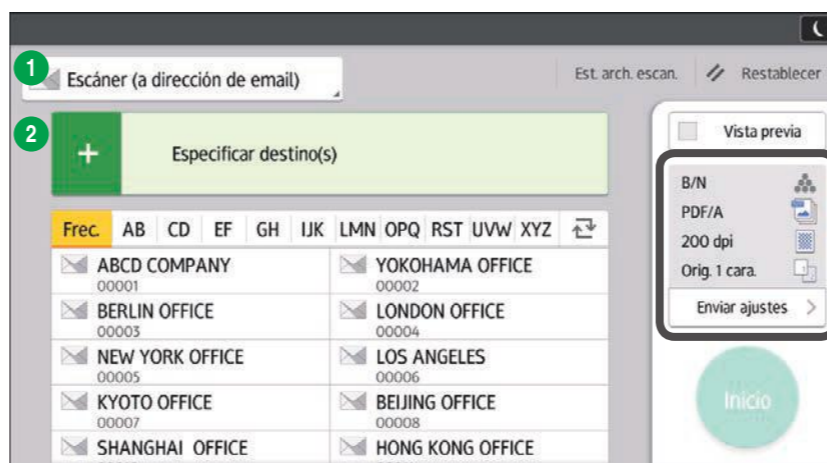 1
Escáner (a dirección de email)
Est. arch. escan.
Restablecer
2
+
Especificar destino(s)
Vista previa
B/N
PDF/A
200 dpi
Orig. 1 cara.
Enviar ajustes >
Inicio
Frec. AB CD EF GH IJK LMN OPQ RST UVW XYZ
ABCD COMPANY
00001
YOKOHAMA OFFICE
00002
BERLIN OFFICE
00003
LONDON OFFICE
00004
NEW YORK OFFICE
00005
LOS ANGELES
00006
KYOTO OFFICE
00007
BEIJING OFFICE
00008
SHANGHAI OFFICE
HONG KONG OFFICE